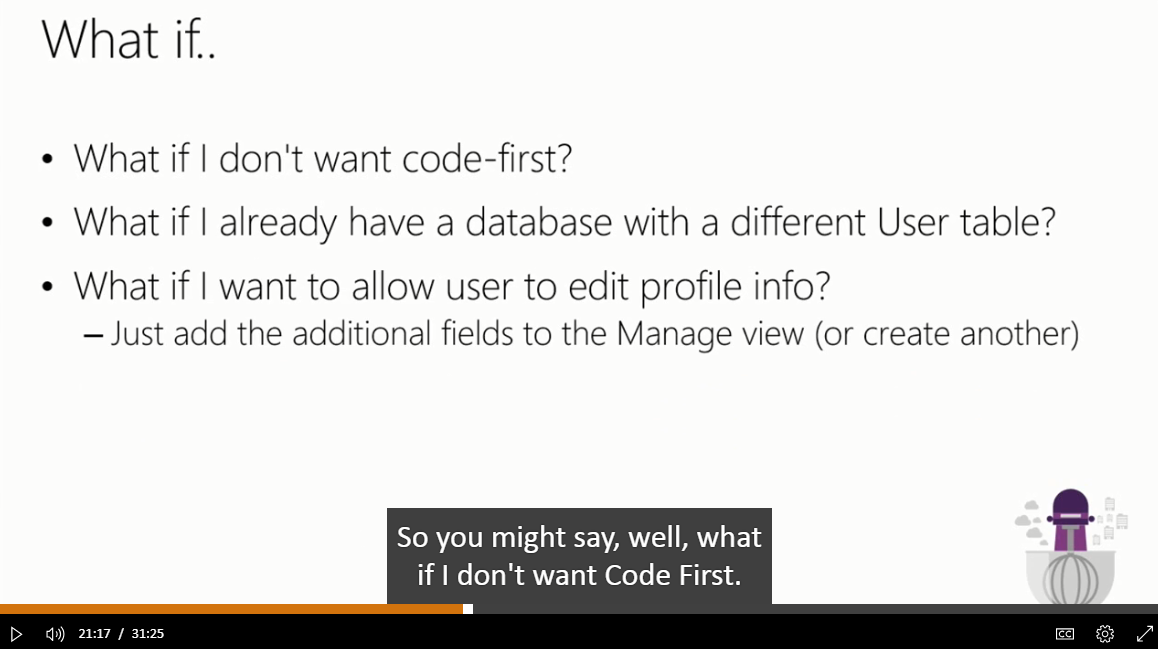 What if..
• What if I don't want code-first?
• What if I already have a database with a different User table?
• What if I want to allow user to edit profile info?
– Just add the additional fields to the Manage view (or create another)
So you might say, well, what
if I don't want Code First.
21:17 / 31:25
CC